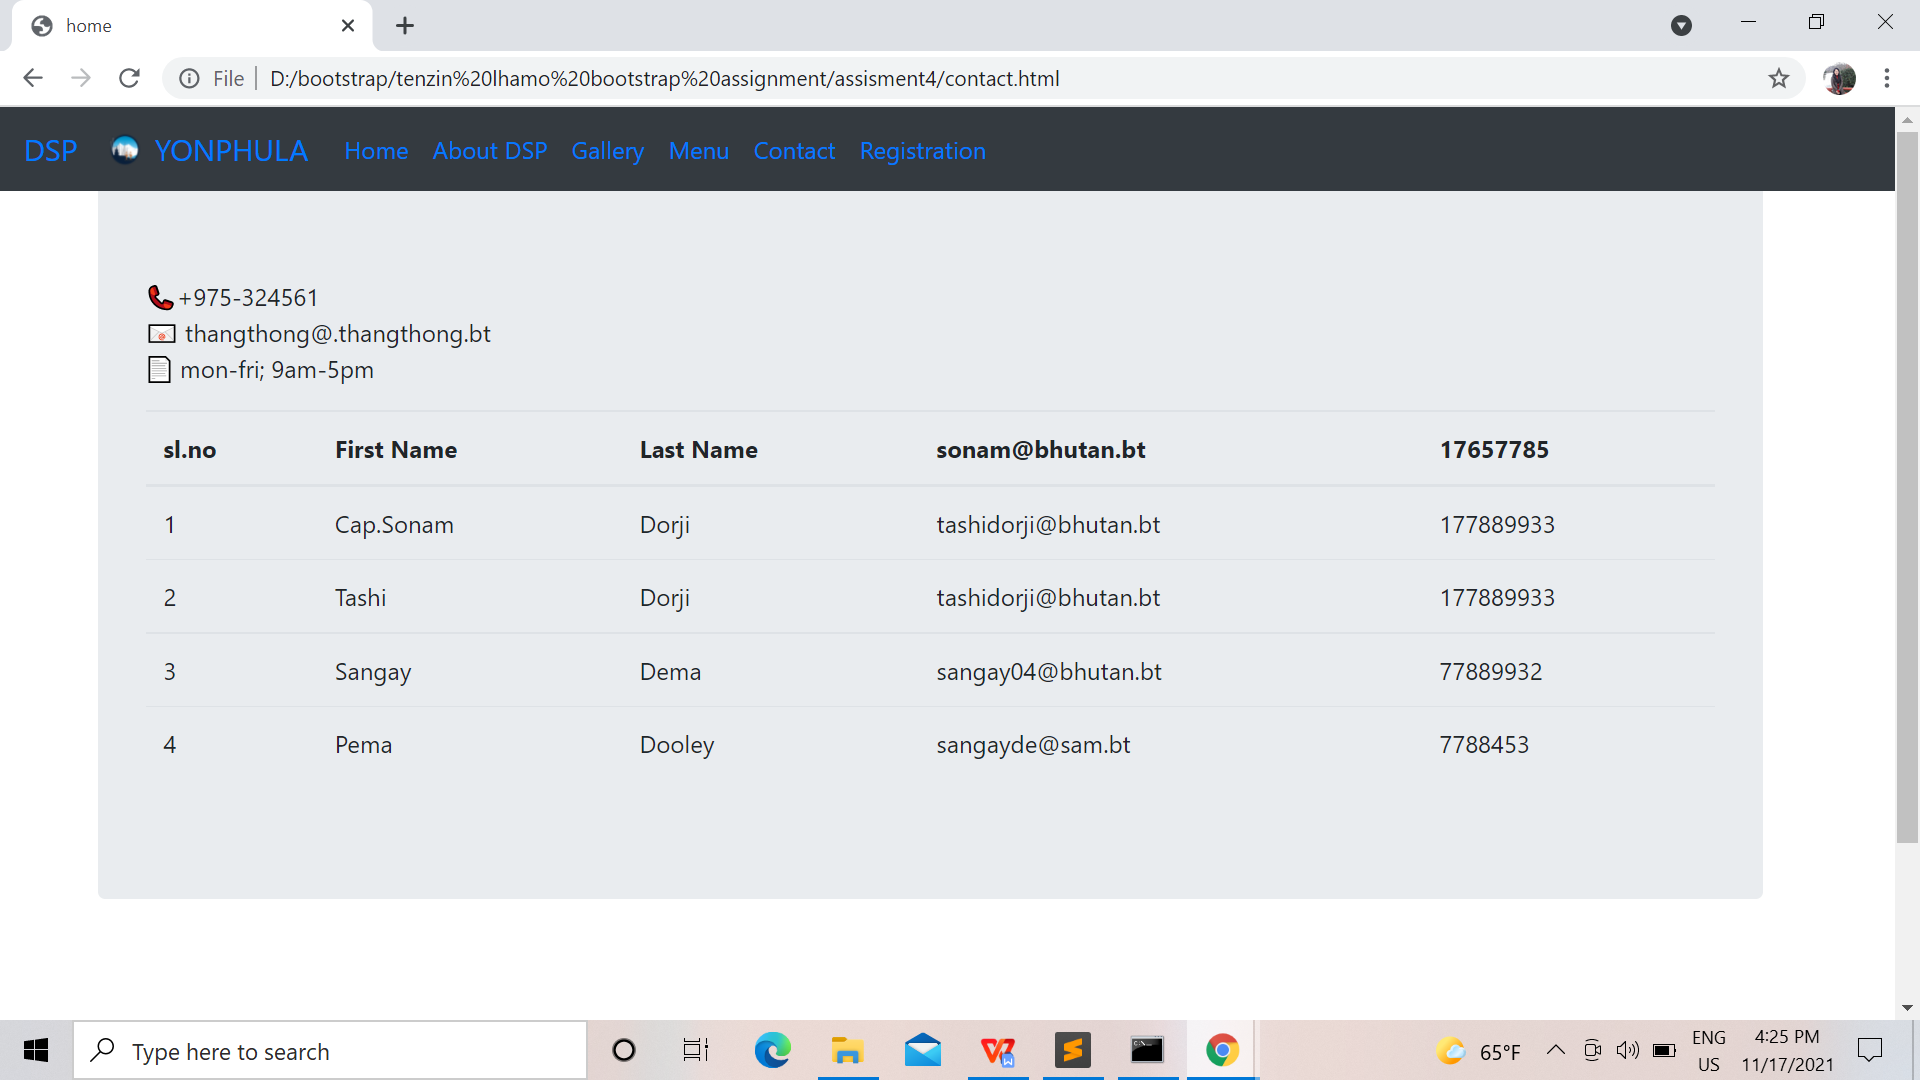 home
File D:/bootstrap/tenzin%20lhamo%20bootstrap%20assignment/assisment4/contact.html
DSP YONPHULA Home About DSP Gallery Menu Contact Registration
+975-324561
thangthong@.thangthong.bt
mon-fri; 9am-5pm
sl.no First Name Last Name sonam@bhutan.bt 17657785
1 Cap.Sonam Dorji tashidorji@bhutan.bt 177889933
2 Tashi Dorji tashidorji@bhutan.bt 177889933
3 Sangay Dema sangay04@bhutan.bt 77889932
4 Pema Dooley sangayde@sam.bt 7788453
Type here to search
65°F
ENG
US
4:25 PM
11/17/2021